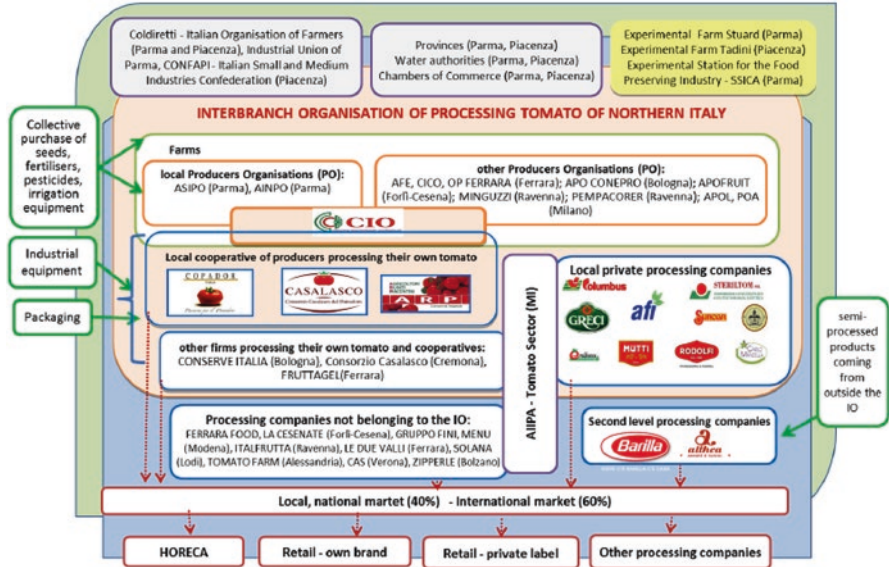 Coldiretti - Italian Organisation of Farmers
(Parma and Piacenza), Industrial Union of
Parma, CONFAPI - Italian Small and Medium
Industries Confederation (Piacenza)
Provinces (Parma, Piacenza)
Water authorities (Parma, Piacenza)
Chambers of Commerce (Parma, Piacenza)
Experimental Farm Stuard (Parma)
Experimental Farm Tadini (Piacenza)
Experimental Station for the Food
Preserving Industry - SSICA (Parma)
INTERBRANCH ORGANISATION OF PROCESSING TOMATO OF NORTHERN ITALY
Collective
purchase of
seeds,
fertilisers,
pesticides,
irrigation
equipment
Farms
local Producers Organisations (PO):
ASIPO (Parma), AINPO (Parma)
other Producers Organisations (PO):
AFE, CICO, OP FERRARA (Ferrara); APO CONEPRO (Bologna); APOFRUIT
(Forlì-Cesena); MINGUZZI (Ravenna); PEMPACORER (Ravenna); APOL, POA
(Milano)
CIO
Industrial
equipment
Packaging
Local cooperative of producers processing their own tomato
COPADOR
CASALASCO
Consorzio Casalasco del Pomodoro
ARP
other firms processing their own tomato and cooperatives:
CONSERVE ITALIA (Bologna), Consorzio Casalasco (Cremona),
FRUTTAGEL(Ferrara)
AIIPA - Tomato Sector (MI)
Local private processing companies
Columbus
STERILTOM
GRECI
afi
Suncan
MUTTI
RODOLFI
semi-
processed
products
coming
from
outside the
IO
Processing companies not belonging to the IO:
FERRARA FOOD, LA CESENATE (Forlì-Cesena), GRUPPO FINI, MENU
(Modena), ITALFRUTTA (Ravenna), LE DUE VALLI (Ferrara), SOLANA
(Lodi), TOMATO FARM (Alessandria), CAS (Verona), ZIPPERLE (Bolzano)
Second level processing companies
Barilla
althea
Local, national martet (40%) - International market (60%)
HORECA
Retail - own brand
Retail - private label
Other processing companies